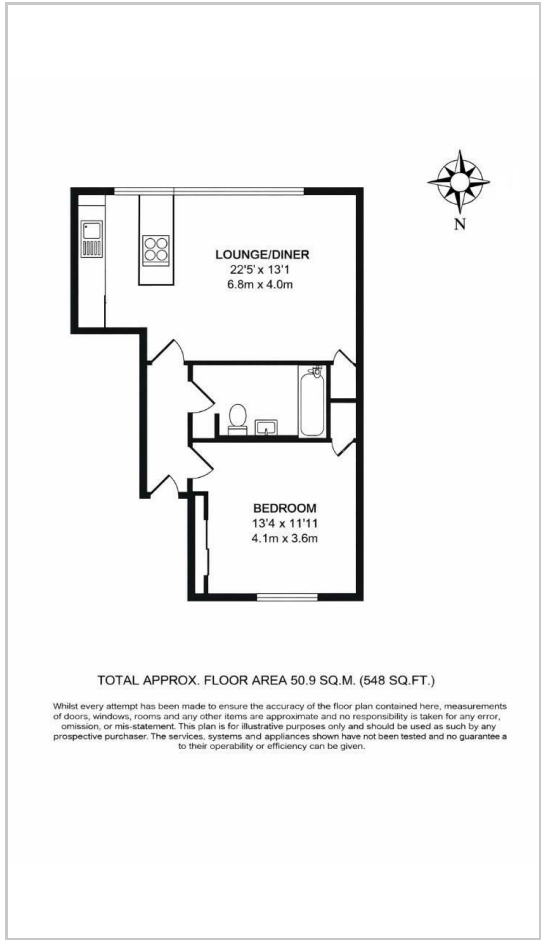 N
LOUNGE/DINER
22'5' x 13'1
6.8m x 4.0m
BEDROOM
13'4 x 11'11
4.1m x 3.6m
TOTAL APPROX. FLOOR AREA 50.9 SQ.M. (548 SQ.FT.)
Whilst every attempt has been made to ensure the accuracy of the floor plan contained here, measurements
of doors, windows, rooms and any other items are approximate and no responsibility is taken for any error,
omission, or mis-statement. This plan is for illustrative purposes only and should be used as such by any
prospective purchaser. The services, systems and appliances shown have not been tested and no guarantee a
to their operability or efficiency can be given.